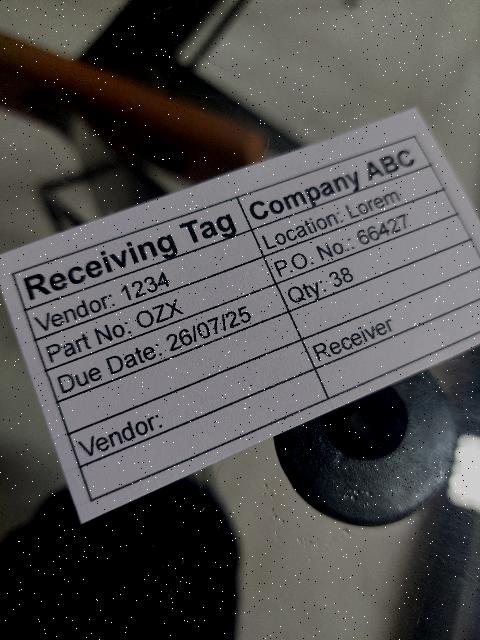 Receiving Tag Company ABC
Vendor: 1234 Location: Lorem
Part No: OZX P.O. No.: 66427
Due Date: 26/07/25 Qty: 38
Vendor: Receiver